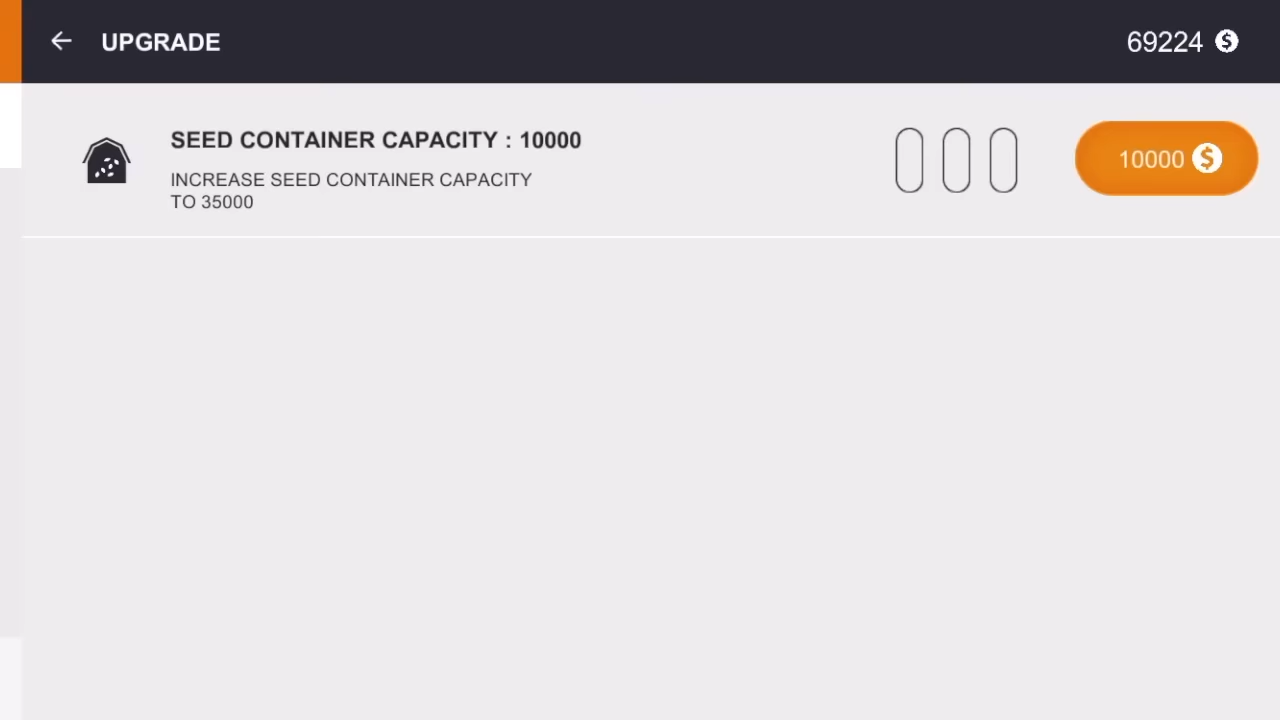 UPGRADE
69224 $
SEED CONTAINER CAPACITY : 10000
INCREASE SEED CONTAINER CAPACITY
TO 35000
10000 $